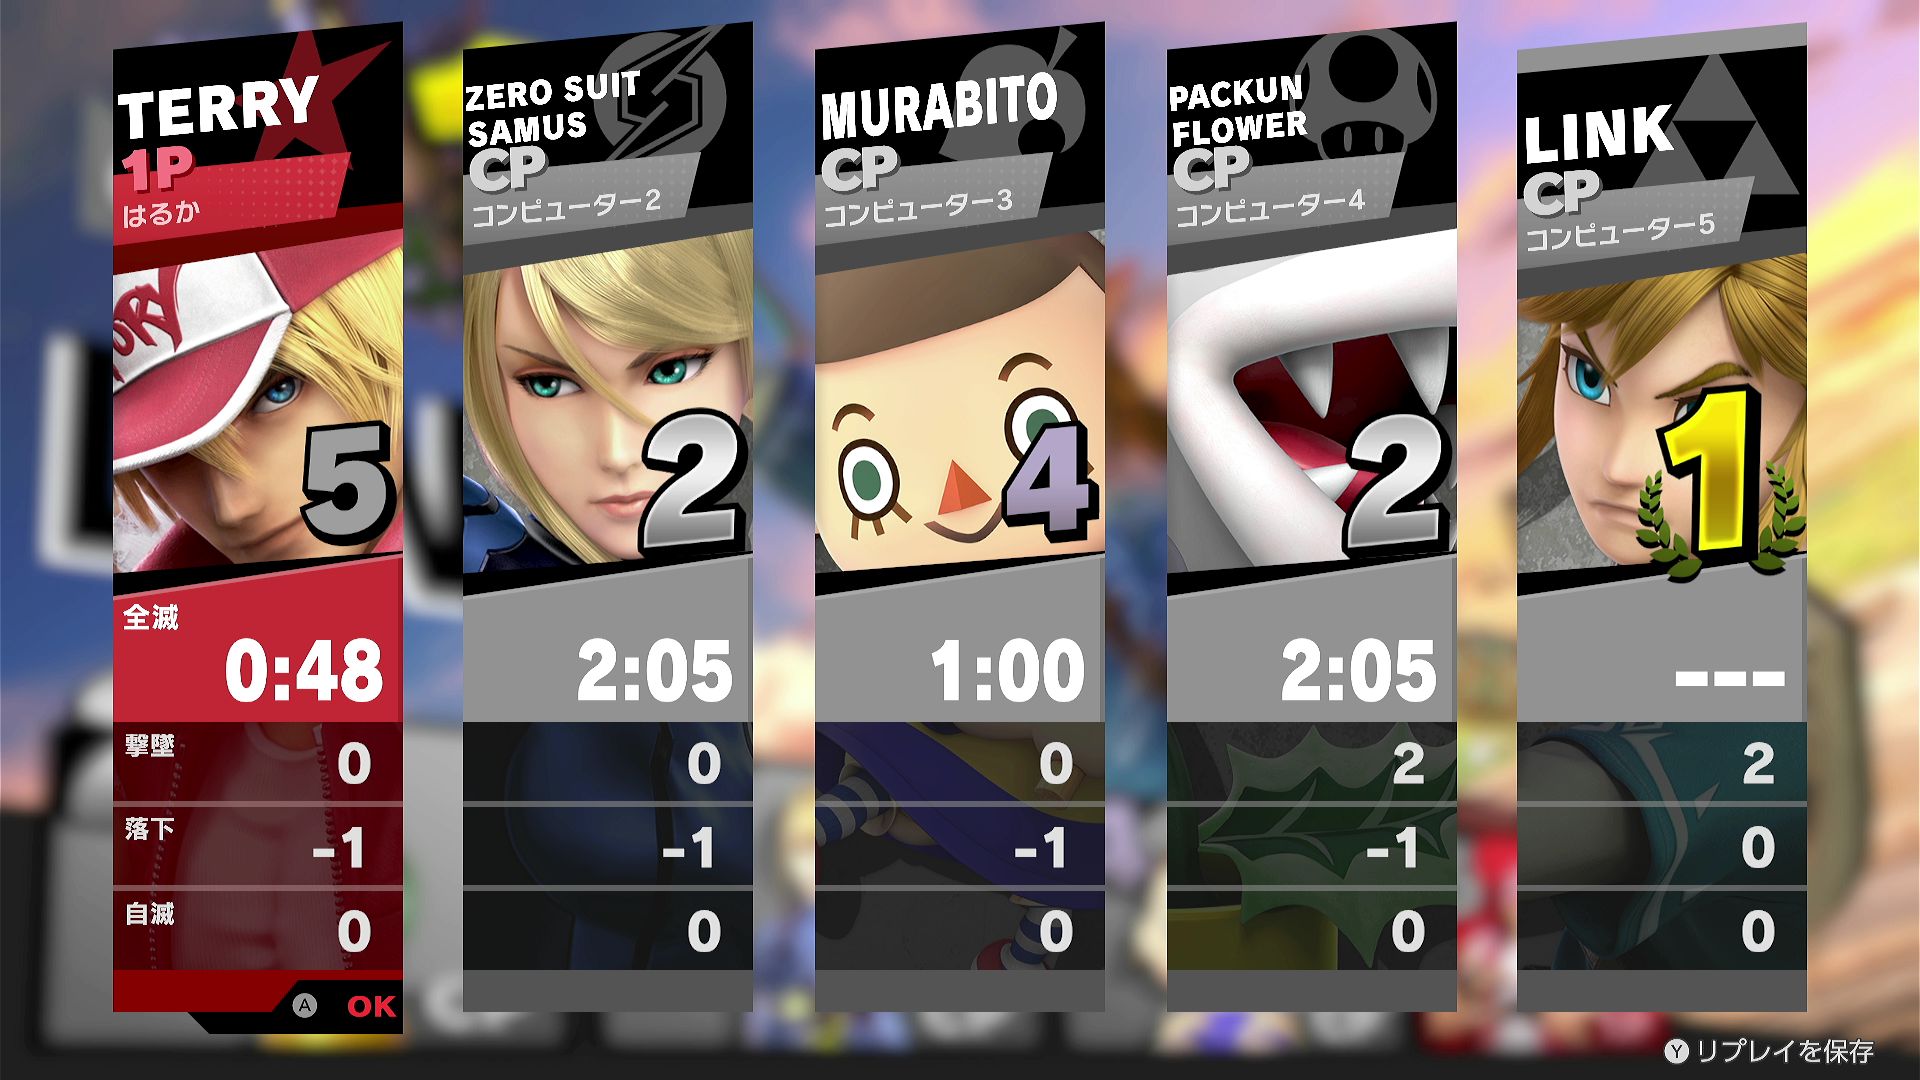 TERRY
1P
はるか
5
全滅
0:48
撃墜
0
落下
-1
自滅
0
A OK
ZERO SUIT
SAMUS
CP
コンピューター2
2
2:05
0
-1
0
MURABITO
CP
コンピューター3
4
1:00
0
-1
0
PACKUN
FLOWER
CP
コンピューター4
2
2:05
2
-1
0
LINK
CP
コンピューター5
1
---
2
0
0
Y リプレイを保存